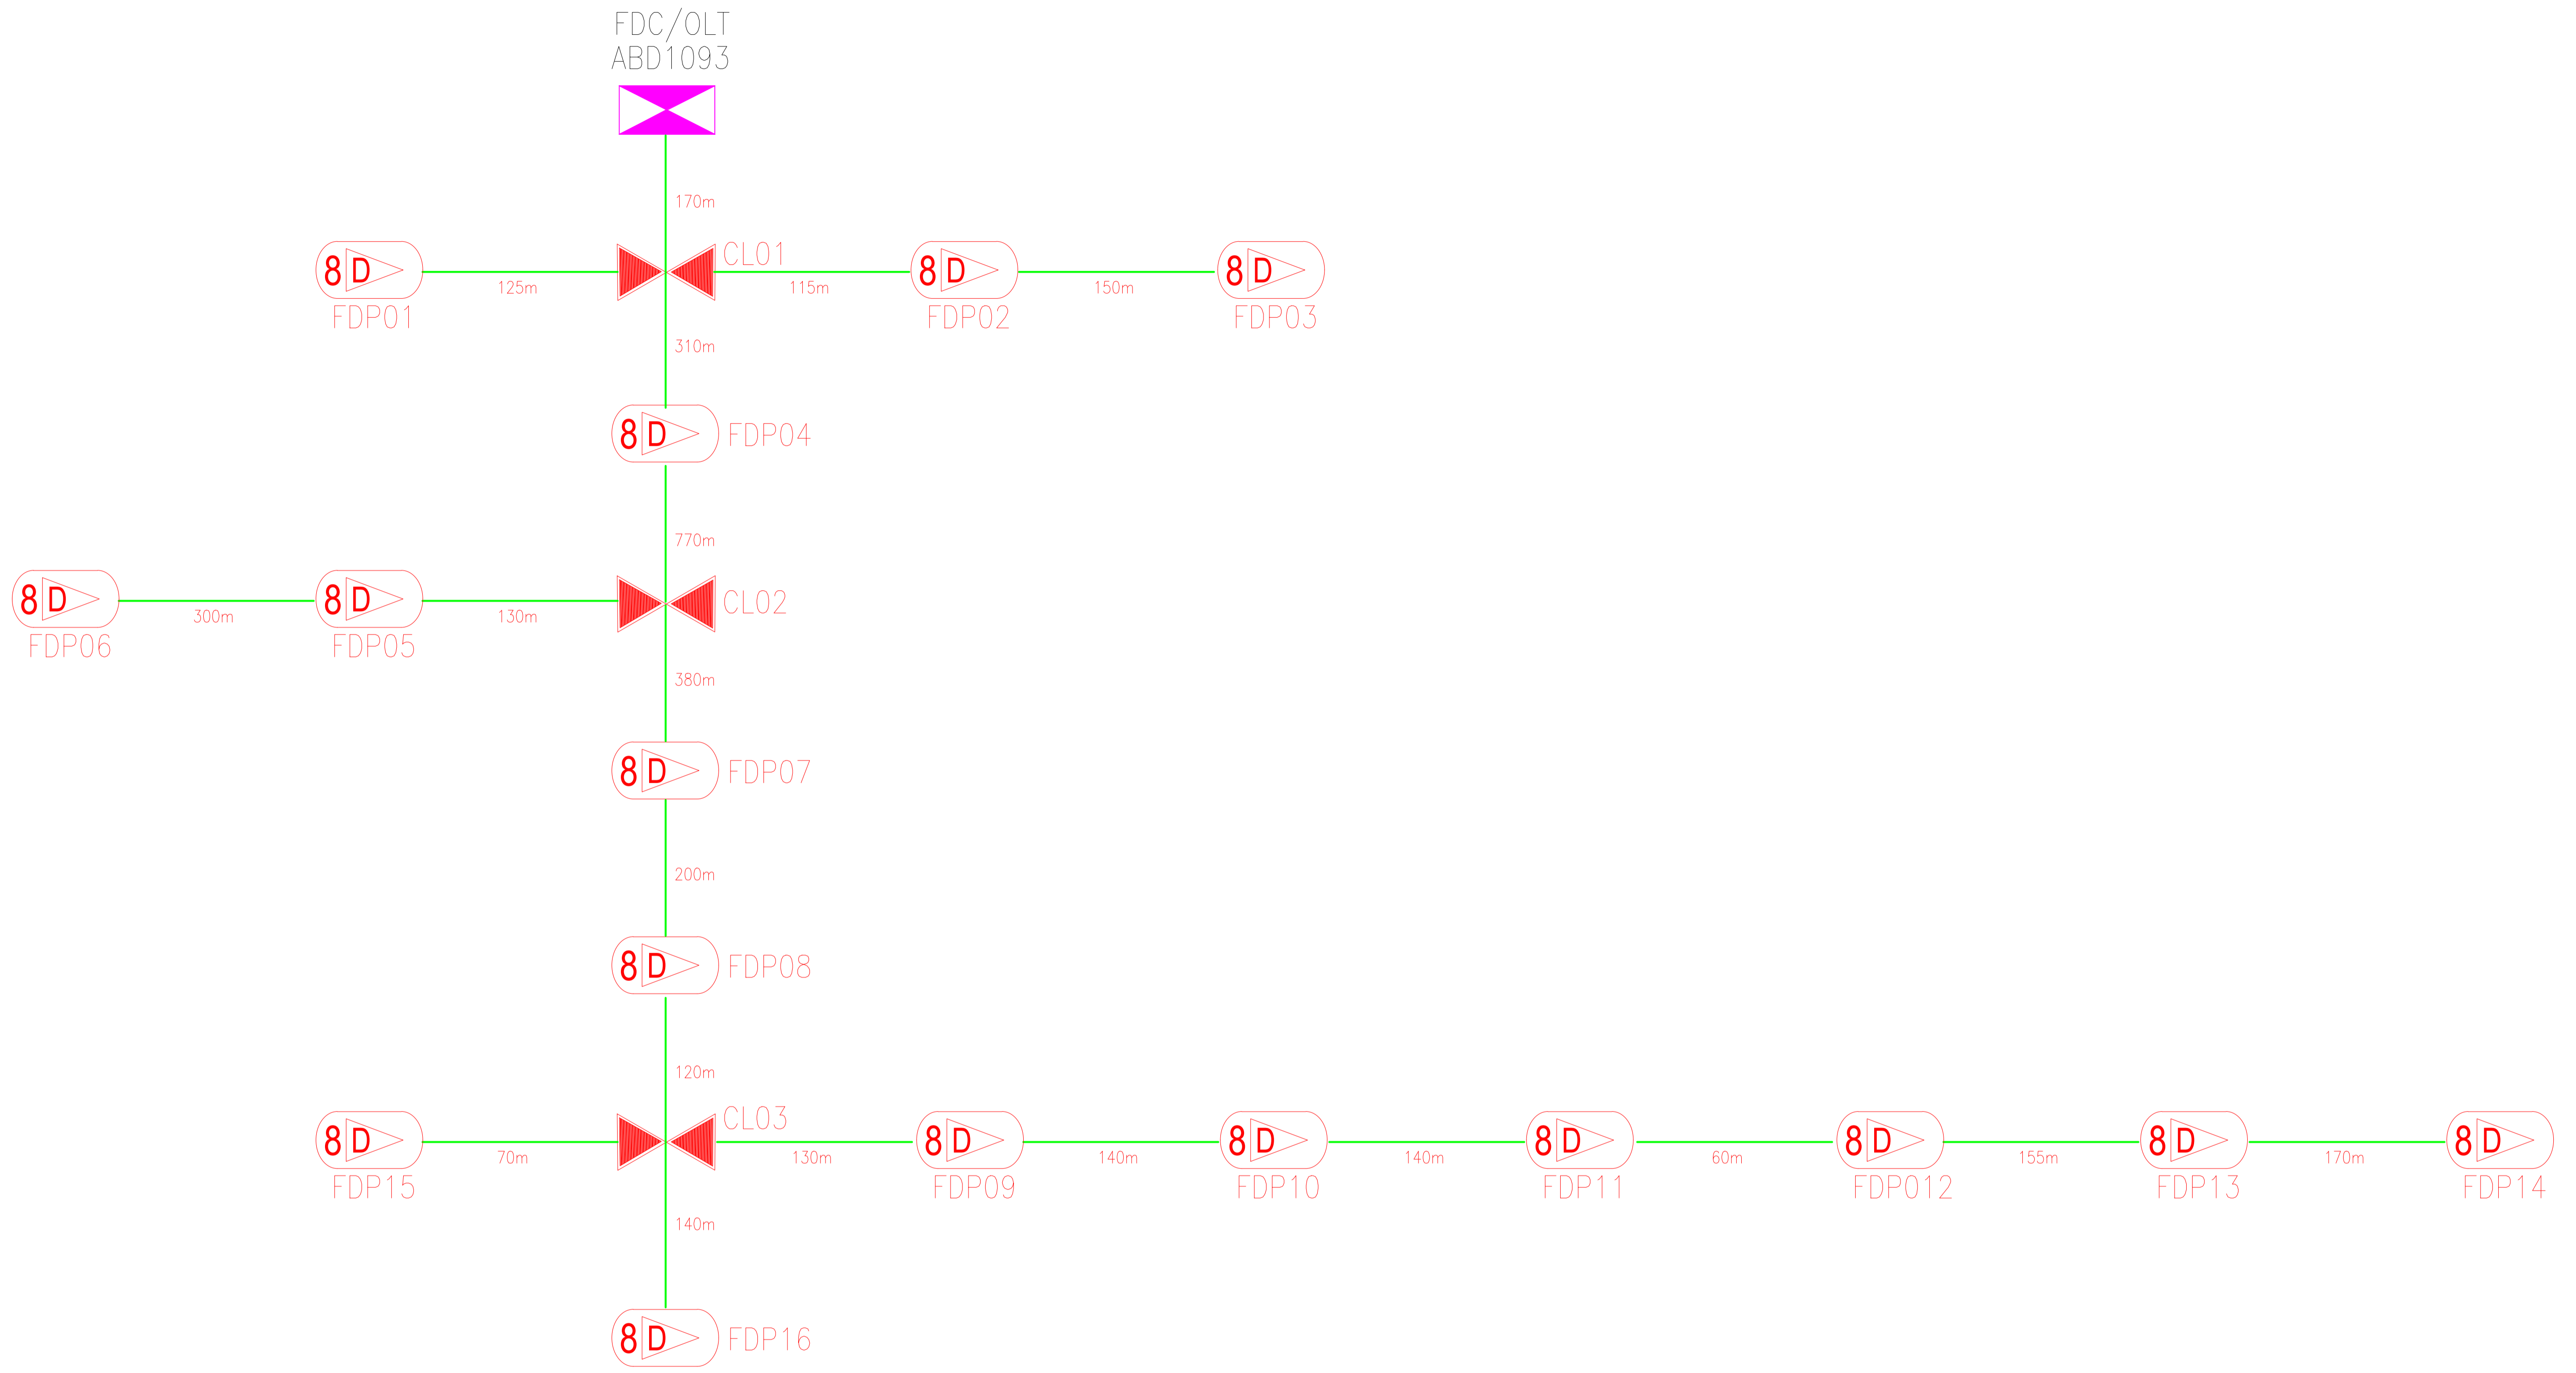 FDC/OLT
ABD1093
170m
CL01
8 D
125m
115m
8 D
150m
8 D
FDP01
FDP02
FDP03
310m
8 D
FDP04
770m
8 D
300m
8 D
130m
CL02
FDP06
FDP05
380m
8 D
FDP07
200m
8 D
FDP08
120m
CL03
8 D
70m
130m
8 D
140m
8 D
140m
8 D
60m
8 D
155m
8 D
170m
8 D
FDP15
FDP09
FDP10
FDP11
FDP012
FDP13
FDP14
140m
8 D
FDP16